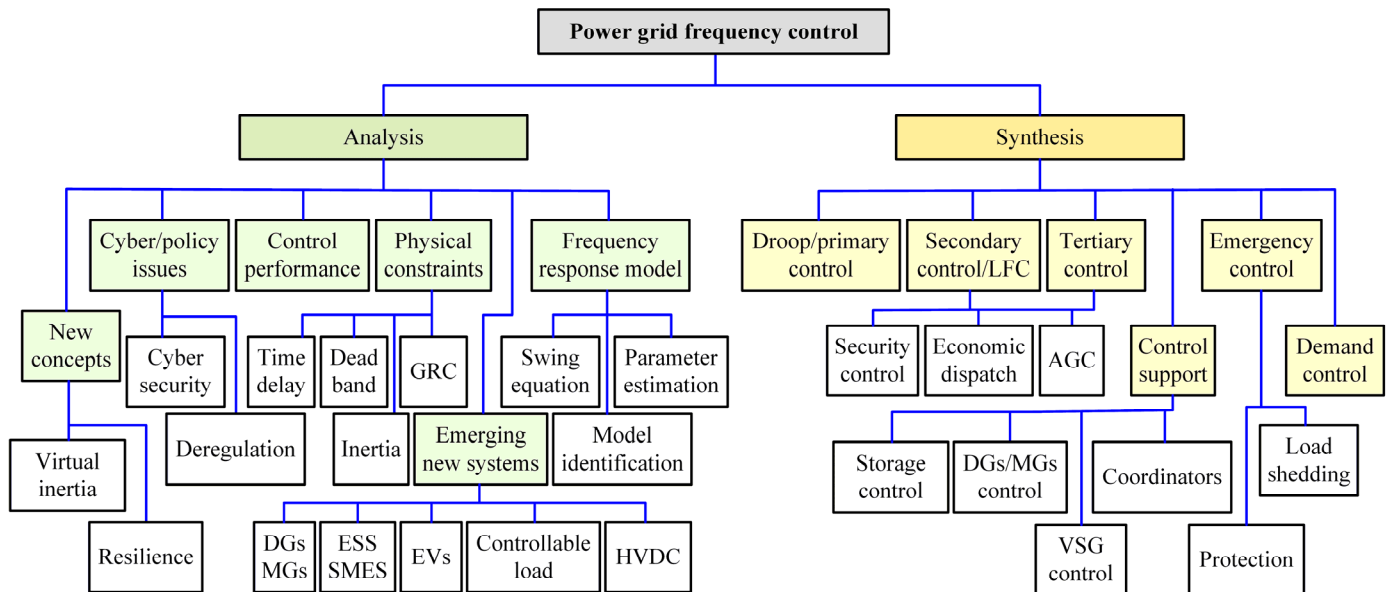 Power grid frequency control
Analysis
Synthesis
Cyber/policy
issues
Control
performance
Physical
constraints
Frequency
response model
Droop/primary
control
Secondary
control/LFC
Tertiary
control
Emergency
control
New
concepts
Cyber
security
Time
delay
Dead
band
GRC
Swing
equation
Parameter
estimation
Security
control
Economic
dispatch
AGC
Control
support
Demand
control
Deregulation
Inertia
Emerging
new systems
Model
identification
Virtual
inertia
Storage
control
DGs/MGs
control
Coordinators
Load
shedding
Resilience
DGs
MGs
ESS
SMES
EVs
Controllable
load
HVDC
VSG
control
Protection